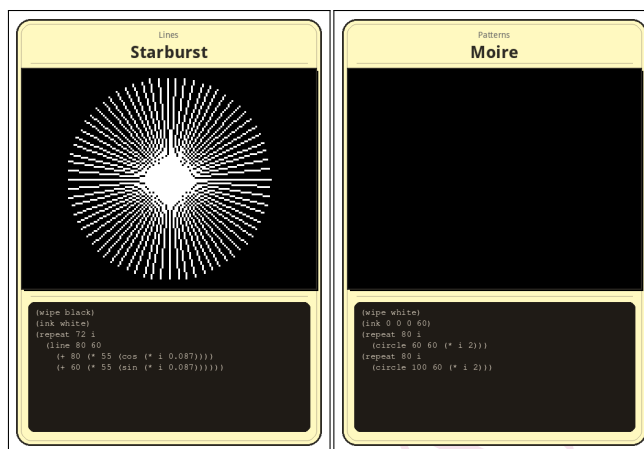 Lines
Starburst
(wipe black)
(ink white)
(repeat 72 i
(line 80 60
(+ 80 (* 55 (cos (* i 0.087))))
(+ 60 (* 55 (sin (* i 0.087))))))
Patterns
Moire
(wipe white)
(ink 0 0 0 60)
(repeat 80 i
(circle 60 60 (* i 2)))
(repeat 80 i
(circle 100 60 (* i 2)))